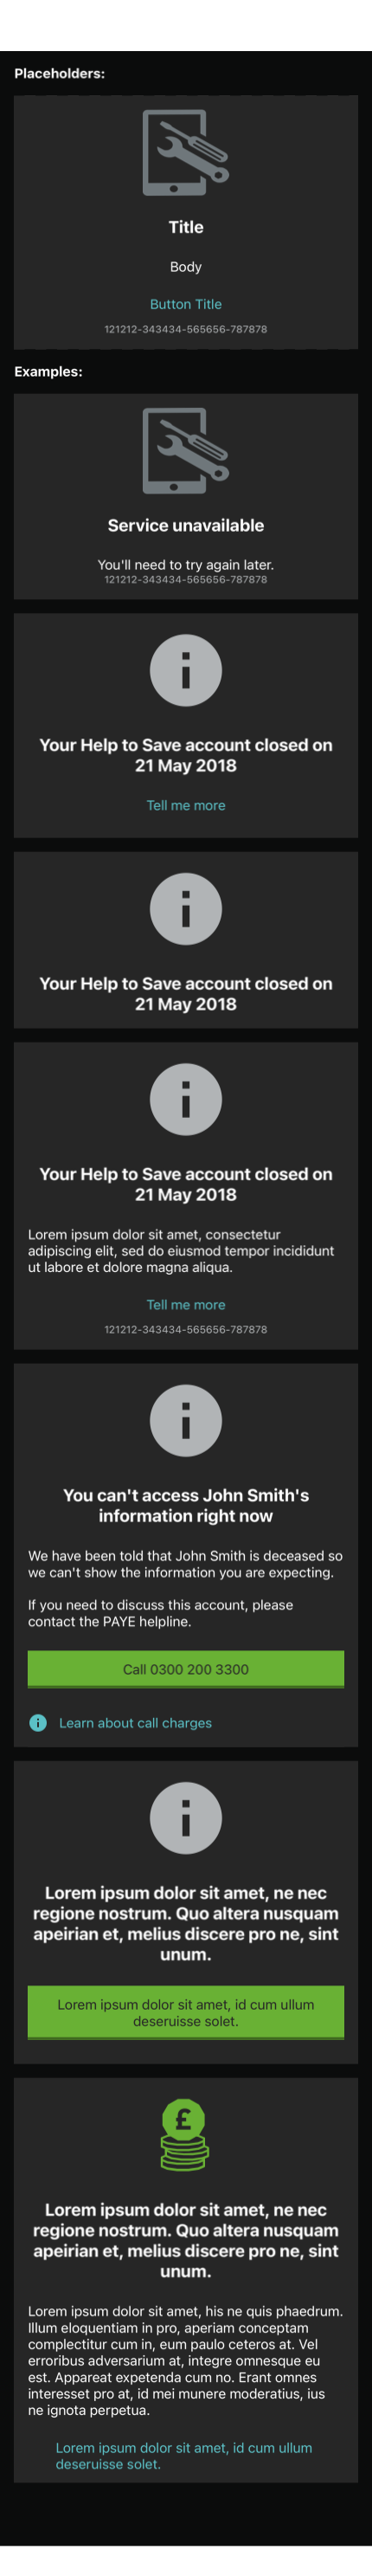 Placeholders:
Title
Body
Button Title
121212-343434-565656-787878
Examples:
Service unavailable
You'll need to try again later.
121212-343434-565656-787878
Your Help to Save account closed on
21 May 2018
Tell me more
Your Help to Save account closed on
21 May 2018
Your Help to Save account closed on
21 May 2018
Lorem ipsum dolor sit amet, consectetur
adipiscing elit, sed do eiusmod tempor incididunt
ut labore et dolore magna aliqua.
Tell me more
121212-343434-565656-787878
You can't access John Smith's
information right now
We have been told that John Smith is deceased so
we can't show the information you are expecting.
If you need to discuss this account, please
contact the PAYE helpline.
Call 0300 200 3300
Learn about call charges
Lorem ipsum dolor sit amet, ne nec
regione nostrum. Quo altera nusquam
apeirian et, melius discere pro ne, sint
unum.
Lorem ipsum dolor sit amet, id cum ullum
deseruisse solet.
£
Lorem ipsum dolor sit amet, ne nec
regione nostrum. Quo altera nusquam
apeirian et, melius discere pro ne, sint
unum.
Lorem ipsum dolor sit amet, his ne quis phaedrum.
Illum eloquentiam in pro, aperiam conceptam
complectitur cum in, eum paulo ceteros at. Vel
erroribus adversarium at, integre omnesque eu
est. Appareat expetenda cum no. Erant omnes
interesset pro at, id mei munere moderatius, ius
ne ignota perpetua.
Lorem ipsum dolor sit amet, id cum ullum
deseruisse solet.